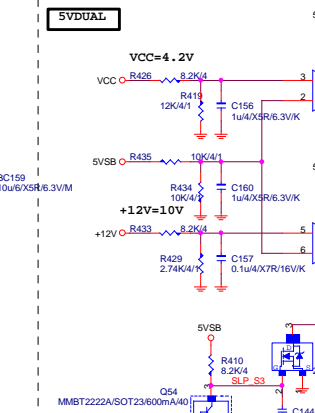 5VDUAL
VCC=4.2V
VCC R426 8.2K/4 3
R419 2
12K/4/1 C156
1u/4/X5R/6.3V/K
5VSB R435 10K/4/1
BC159
10u/6/X5R/6.3V/M
R434 C160
10K/4/1 1u/4/X5R/6.3V/K
+12V=10V
+12V R433 8.2K/4 5
6
R429 C157
2.74K/4/1 0.1u/4/X7R/16V/K
5VSB
R410 3
8.2K/4 D
SLP_S3 G S
Q54 3 2
MMBT2222A/SOT23/600mA/40 C144